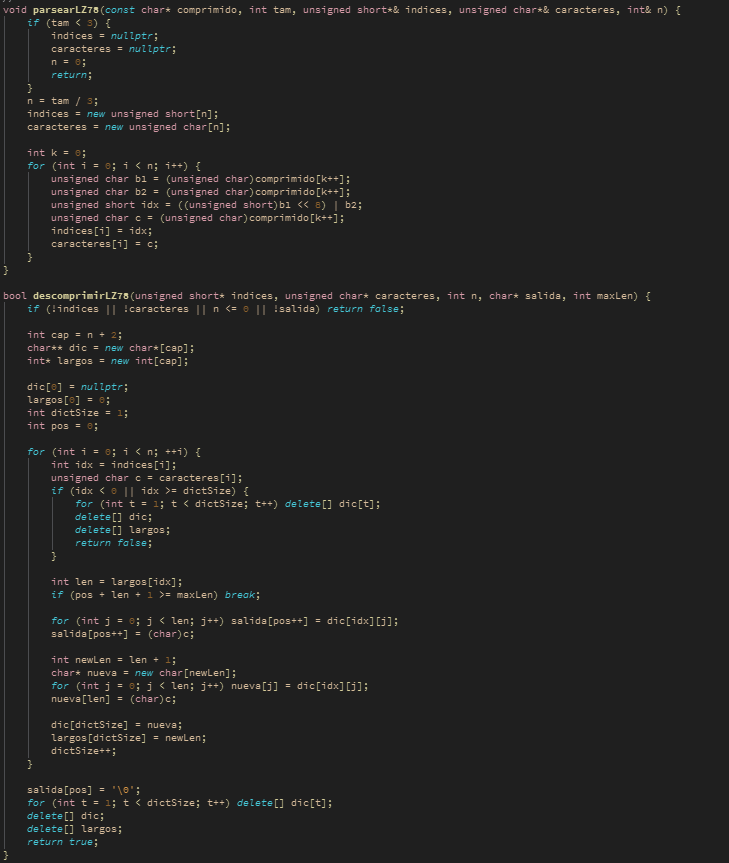 void parsearLZ78(const char* comprimido, int tam, unsigned short*& indices, unsigned char*& caracteres, int& n) {
    if (tam < 3) {
        indices = nullptr;
        caracteres = nullptr;
        n = 0;
        return;
    }
    n = tam / 3;
    indices = new unsigned short[n];
    caracteres = new unsigned char[n];

    int k = 0;
    for (int i = 0; i < n; i++) {
        unsigned char b1 = (unsigned char)comprimido[k++];
        unsigned char b2 = (unsigned char)comprimido[k++];
        unsigned short idx = ((unsigned short)b1 << 8) | b2;
        unsigned char c = (unsigned char)comprimido[k++];
        indices[i] = idx;
        caracteres[i] = c;
    }
}

bool descomprimirLZ78(unsigned short* indices, unsigned char* caracteres, int n, char* salida, int maxLen) {
    if (!indices || !caracteres || n <= 0 || !salida) return false;

    int cap = n + 2;
    char** dic = new char*[cap];
    int* largos = new int[cap];

    dic[0] = nullptr;
    largos[0] = 0;
    int dictSize = 1;
    int pos = 0;

    for (int i = 0; i < n; ++i) {
        int idx = indices[i];
        unsigned char c = caracteres[i];
        if (idx < 0 || idx >= dictSize) {
            for (int t = 1; t < dictSize; t++) delete[] dic[t];
            delete[] dic;
            delete[] largos;
            return false;
        }

        int len = largos[idx];
        if (pos + len + 1 >= maxLen) break;

        for (int j = 0; j < len; j++) salida[pos++] = dic[idx][j];
        salida[pos++] = (char)c;

        int newLen = len + 1;
        char* nueva = new char[newLen];
        for (int j = 0; j < len; j++) nueva[j] = dic[idx][j];
        nueva[len] = (char)c;

        dic[dictSize] = nueva;
        largos[dictSize] = newLen;
        dictSize++;
    }

    salida[pos] = '\0';
    for (int t = 1; t < dictSize; t++) delete[] dic[t];
    delete[] dic;
    delete[] largos;
    return true;
}